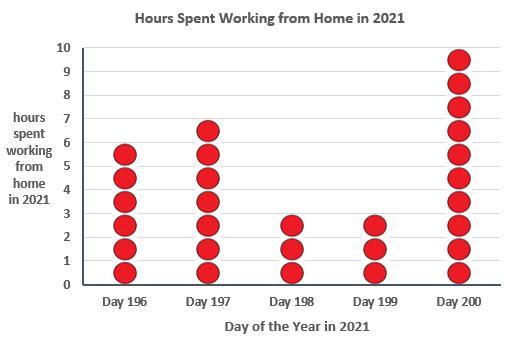 Hours Spent Working from Home in 2021
10
9
8
7
6
5
4
3
2
1
0
hours
spent
working
from
home
in 2021
Day 196 Day 197 Day 198 Day 199 Day 200
Day of the Year in 2021